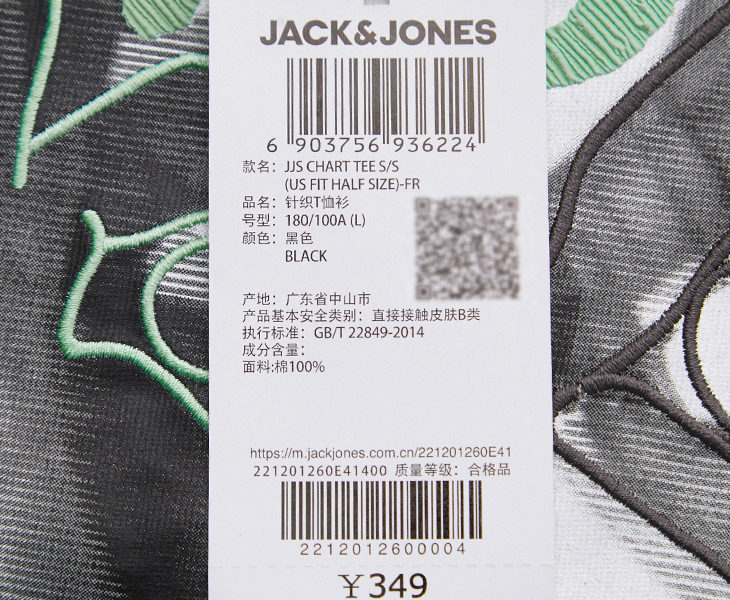 JACK&JONES
6 903756 936224
款名：JJS CHART TEE S/S
(US FIT HALF SIZE)-FR
品名：针织T恤衫
号型：180/100A (L)
颜色：黑色
BLACK
产地：广东省中山市
产品基本安全类别：直接接触皮肤B类
执行标准：GB/T 22849-2014
成分含量：
面料:棉100%
https://m.jackjones.com.cn/221201260E41
221201260E41400 质量等级：合格品
2212012600004
￥349